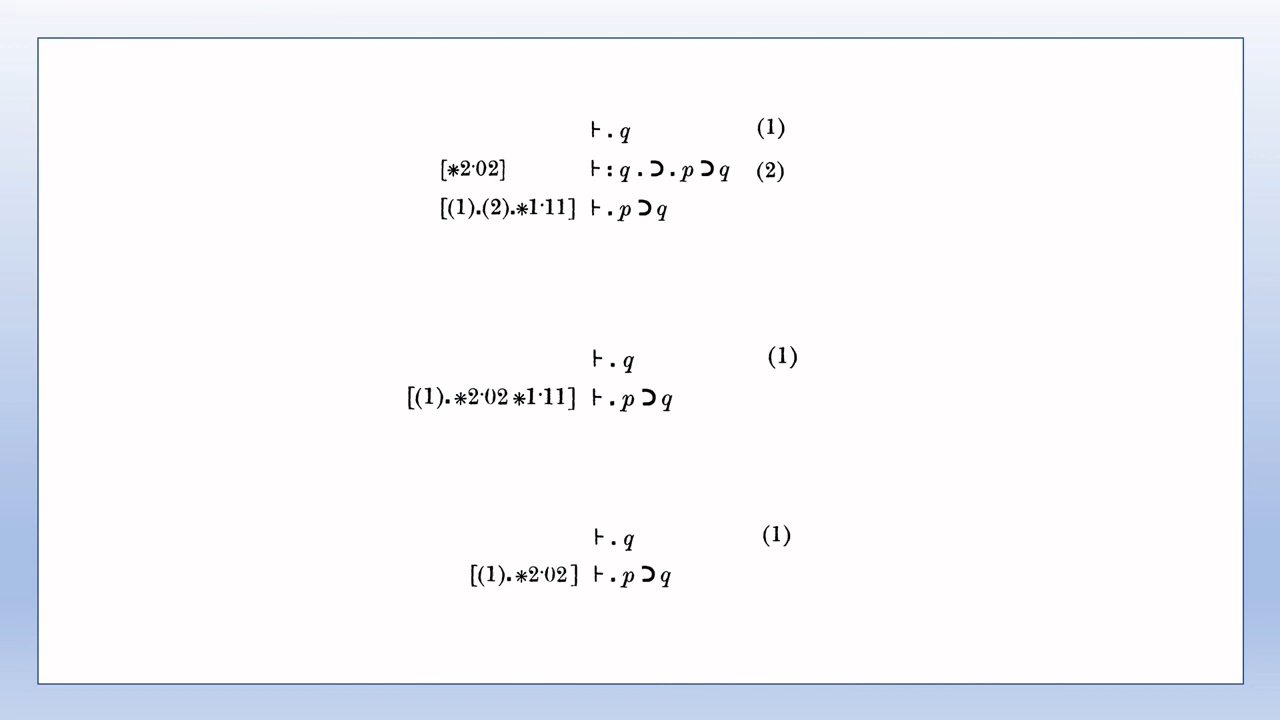 ⊢ . q (1)
[∗2·02] ⊢ : q . ⊃ . p ⊃ q (2)
[(1).(2).∗1·11] ⊢ . p ⊃ q
⊢ . q (1)
[(1).∗2·02 ∗1·11] ⊢ . p ⊃ q
⊢ . q (1)
[(1).∗2·02] ⊢ . p ⊃ q